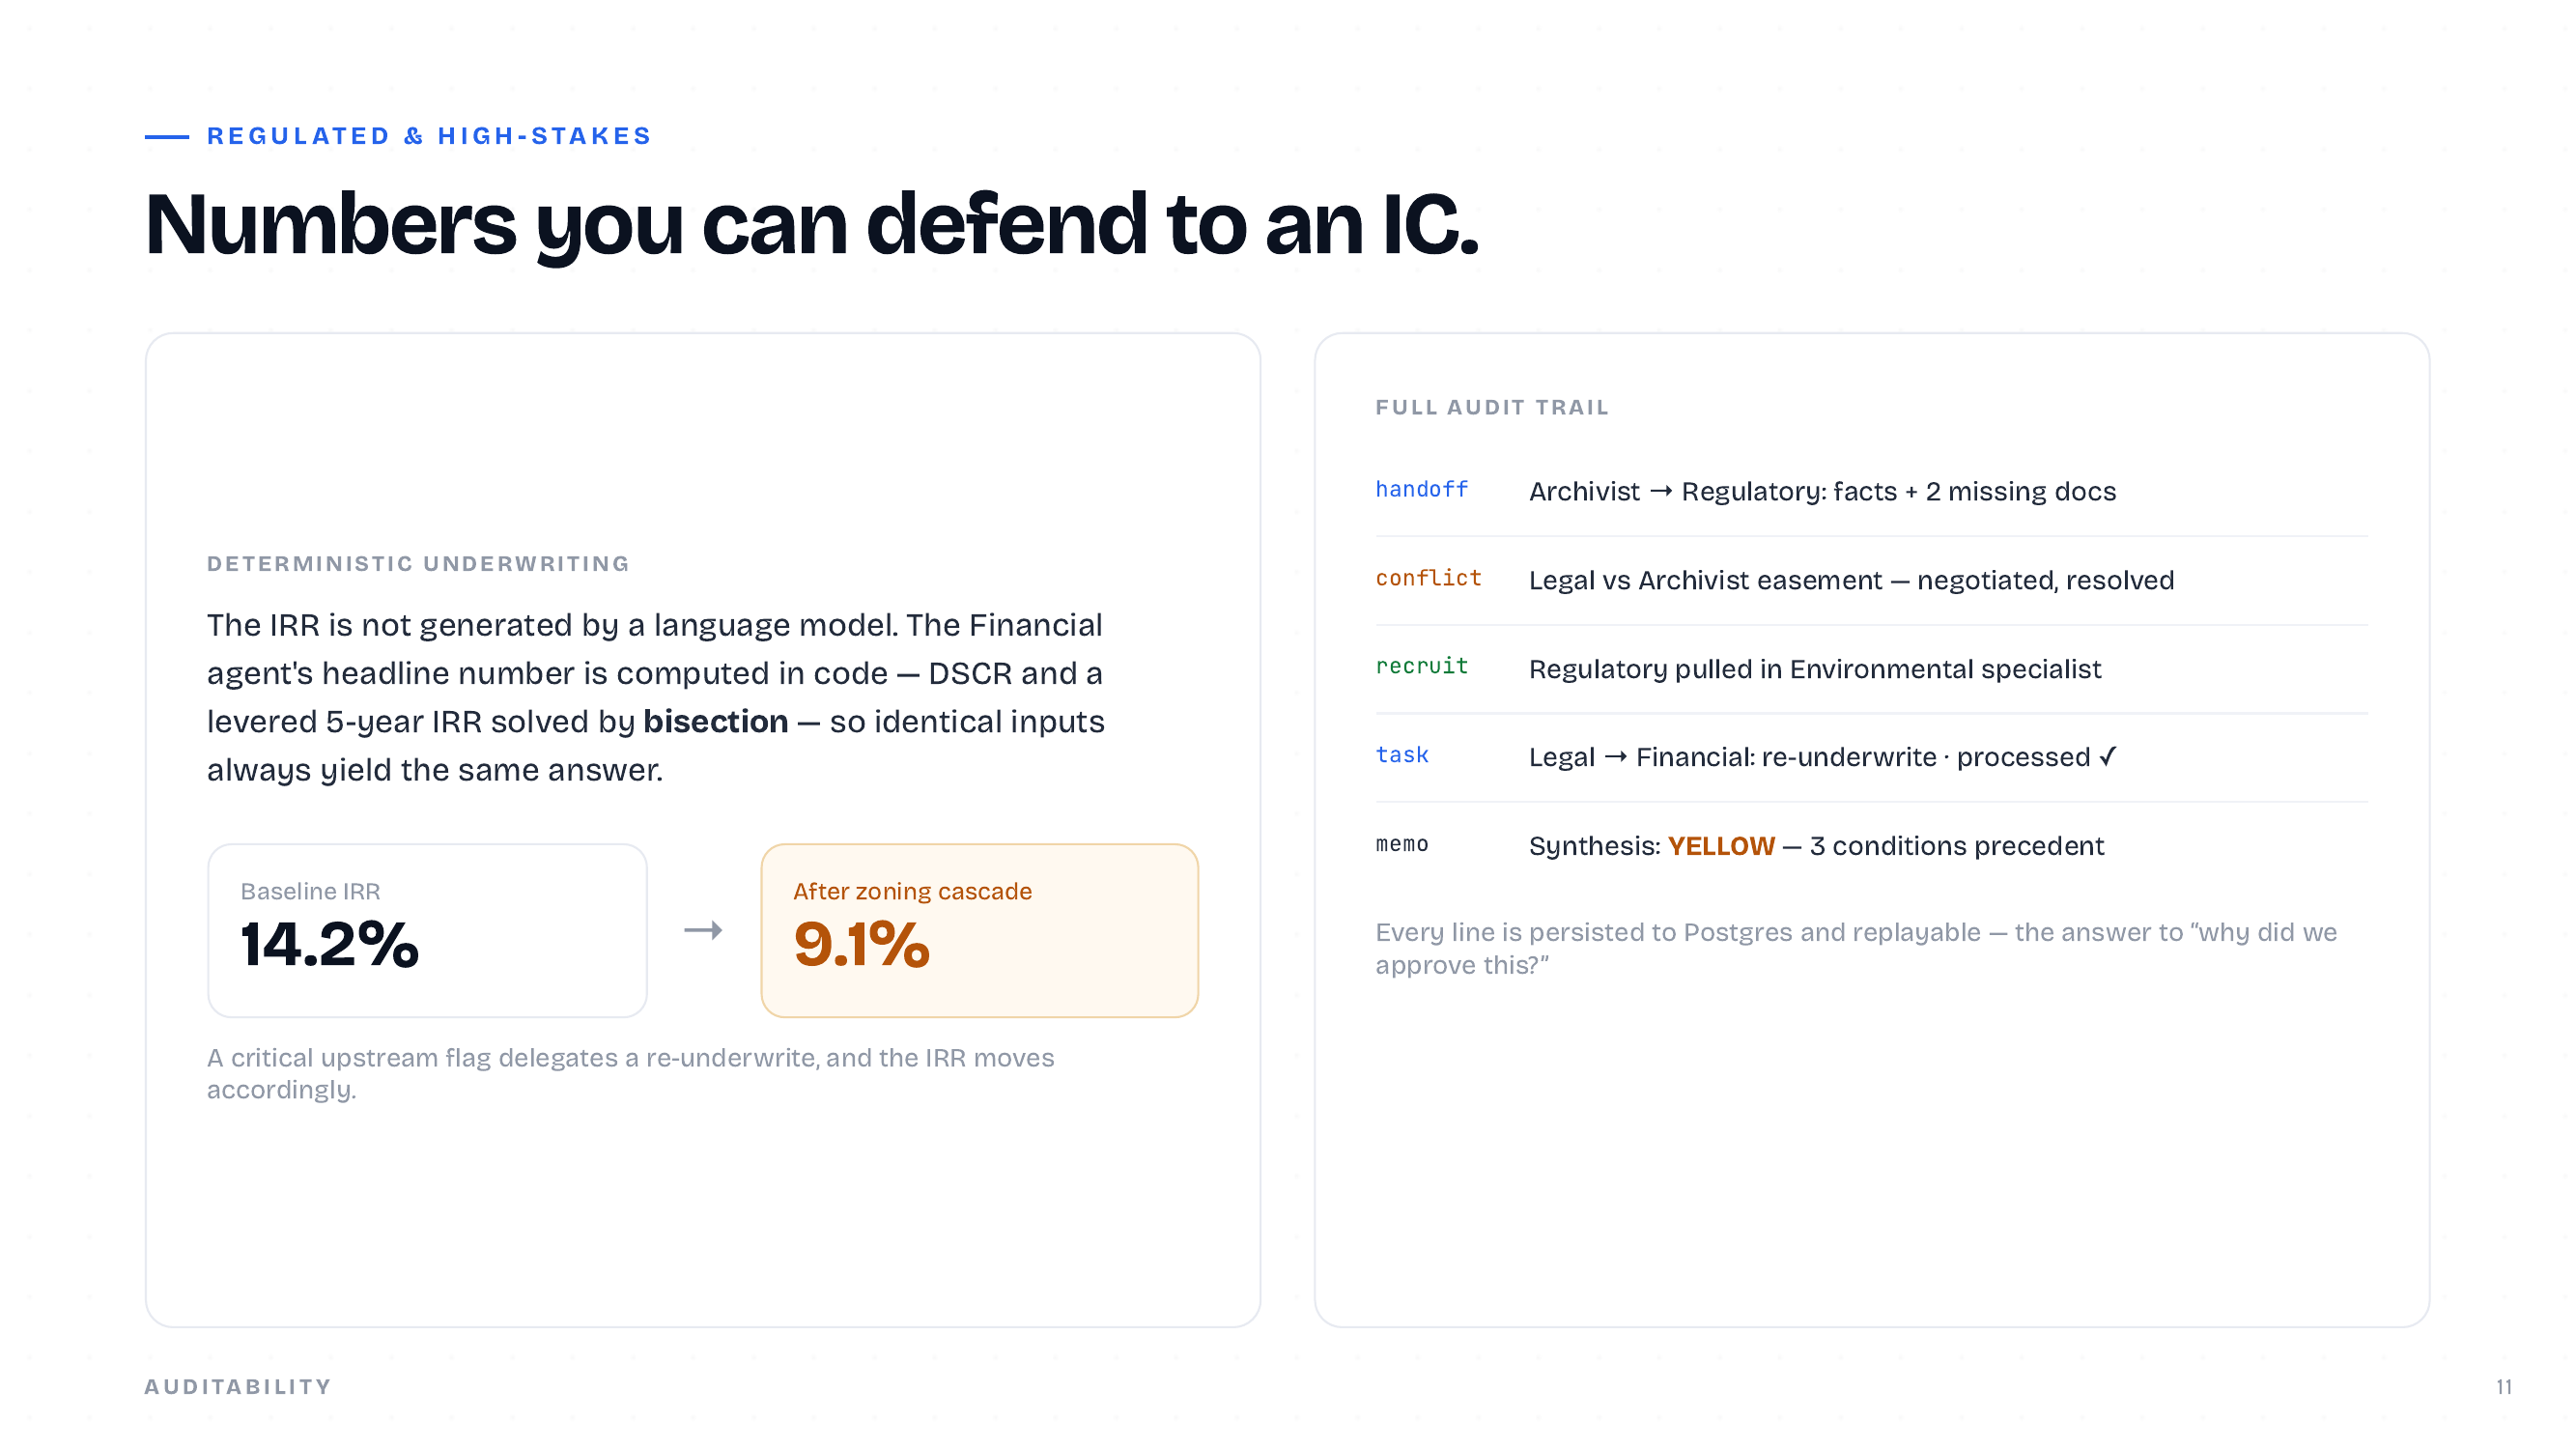 REGULATED & HIGH-STAKES
Numbers you can defend to an IC.
DETERMINISTIC UNDERWRITING
The IRR is not generated by a language model. The Financial
agent's headline number is computed in code — DSCR and a
levered 5-year IRR solved by bisection — so identical inputs
always yield the same answer.
Baseline IRR
14.2%
→
After zoning cascade
9.1%
A critical upstream flag delegates a re-underwrite, and the IRR moves
accordingly.
FULL AUDIT TRAIL
handoff Archivist → Regulatory: facts + 2 missing docs
conflict Legal vs Archivist easement — negotiated, resolved
recruit Regulatory pulled in Environmental specialist
task Legal → Financial: re-underwrite · processed ✓
memo Synthesis: YELLOW — 3 conditions precedent
Every line is persisted to Postgres and replayable — the answer to “why did we
approve this?”
AUDITABILITY
11